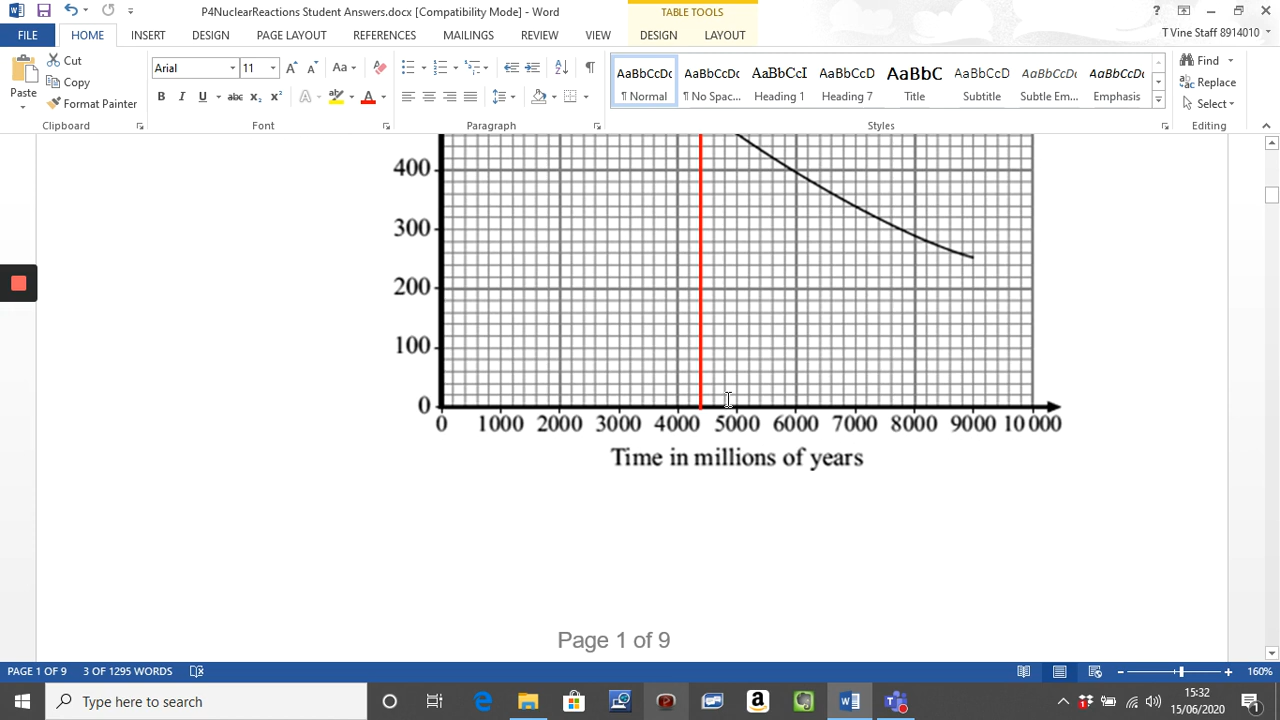 P4NuclearReactions Student Answers.docx [Compatibility Mode] - Word
TABLE TOOLS
FILE HOME INSERT DESIGN PAGE LAYOUT REFERENCES MAILINGS REVIEW VIEW DESIGN LAYOUT T Vine Staff 8914010
Paste
Cut
Copy
Format Painter
Clipboard
Arial 11
Font
Paragraph
AaBbCcDc AaBbCcDc AaBbCcI AaBbCcD AaBbC AaBbCcD AaBbCcDc AaBbCcDc
¶ Normal ¶ No Spac... Heading 1 Heading 7 Title Subtitle Subtle Em... Emphasis
Styles
Find
Replace
Select
Editing
400
300
200
100
0
0 1000 2000 3000 4000 5000 6000 7000 8000 9000 10 000
Time in millions of years
Page 1 of 9
PAGE 1 OF 9 3 OF 1295 WORDS 160%
Type here to search
15:32
15/06/2020